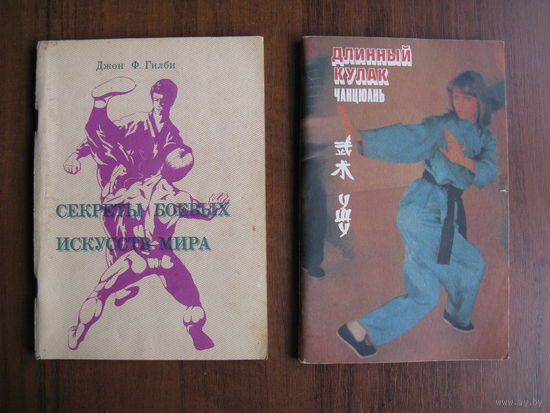 Джон Ф. Гилби
СЕКРЕТЫ БОЕВЫХ
ИСКУССТВ МИРА
ДЛИННЫЙ
КУЛАК
ЧАНЦЮАНЬ
武
术
www.ay.by